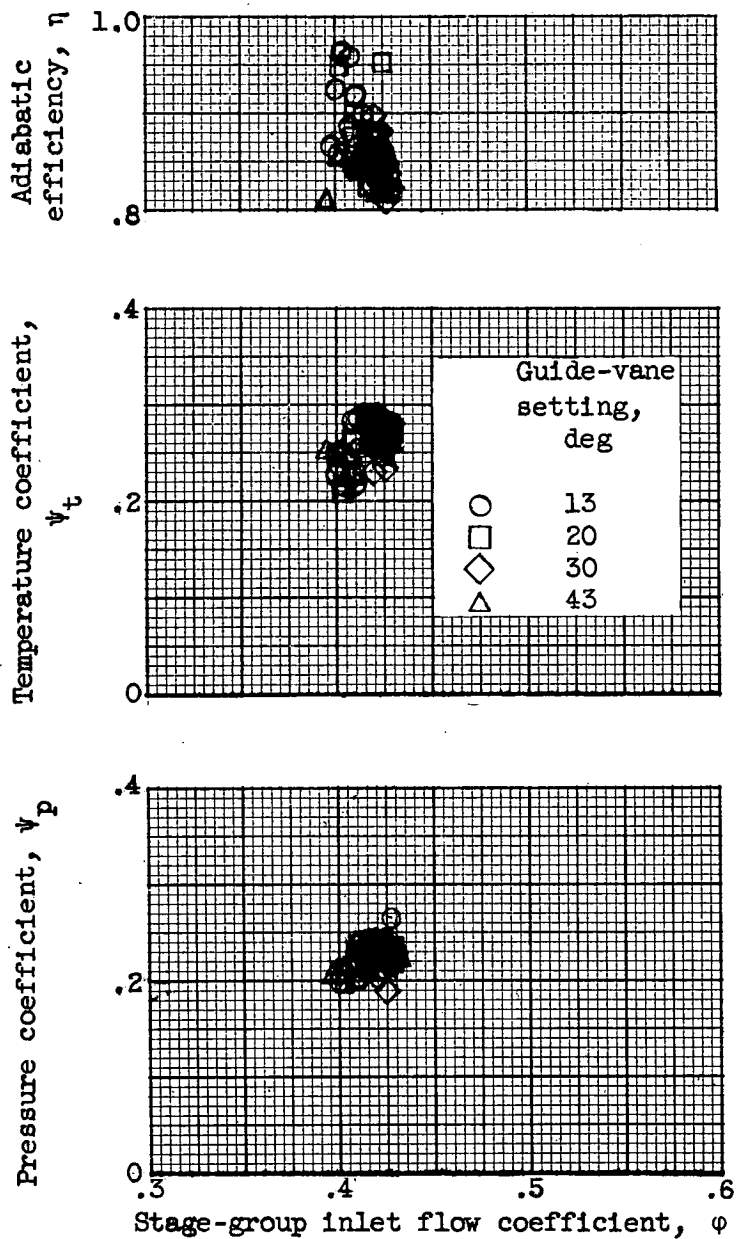 Adiabatic
efficiency, η
1.0
.8
Temperature coefficient,
ψt
.4
.2
0
Guide-vane
setting,
deg
13
20
30
43
Pressure coefficient, ψp
.4
.2
0
.3 .4 .5 .6
Stage-group inlet flow coefficient, φ